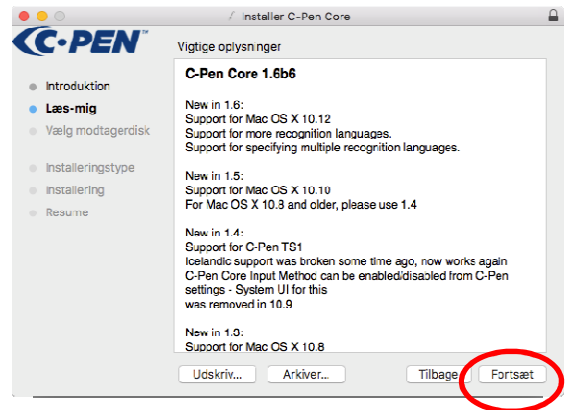 Installer C-Pen Core
C-PEN™
Vigtige oplysninger
Introduktion
Læs-mig
Vælg modtagerdisk
Installeringstype
Installering
Resume
C-Pen Core 1.6b6
New in 1.6:
Support for Mac OS X 10.12
Support for more recognition languages.
Support for specifying multiple recognition languages.
New in 1.5:
Support for Mac OS X 10.10
For Mac OS X 10.8 and older, please use 1.4
New in 1.4:
Support for C-Pen TS1
Icelandic support was broken some time ago, now works again
C-Pen Core Input Method can be enabled/disabled from C-Pen
settings - System UI for this
was removed in 10.9
New in 1.3:
Support for Mac OS X 10.8
Udskriv...
Arkiver...
Tilbage
Fortsæt